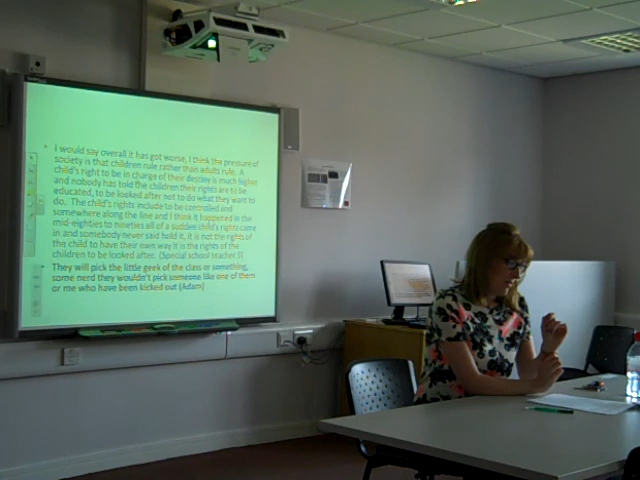 I would say overall it has got worse, I think the pressure of
society is that children rule rather than adults rule. A
child's right to be in charge of their destiny is much higher
and nobody has told the children their rights are to be
educated, to be looked after not to do what they want to
do. The child's rights include to be controlled and
somewhere along the line and I think it happened in the
mid-eighties to nineties all of a sudden child's rights came
in and somebody never said hold it, it is not the rights of
the child to have their own way it is the rights of the
children to be looked after. (Special school teacher
They will pick the little geek of the class or something,
some nerd they wouldn't pick someone like one of them
or me who have been kicked out (Adam)